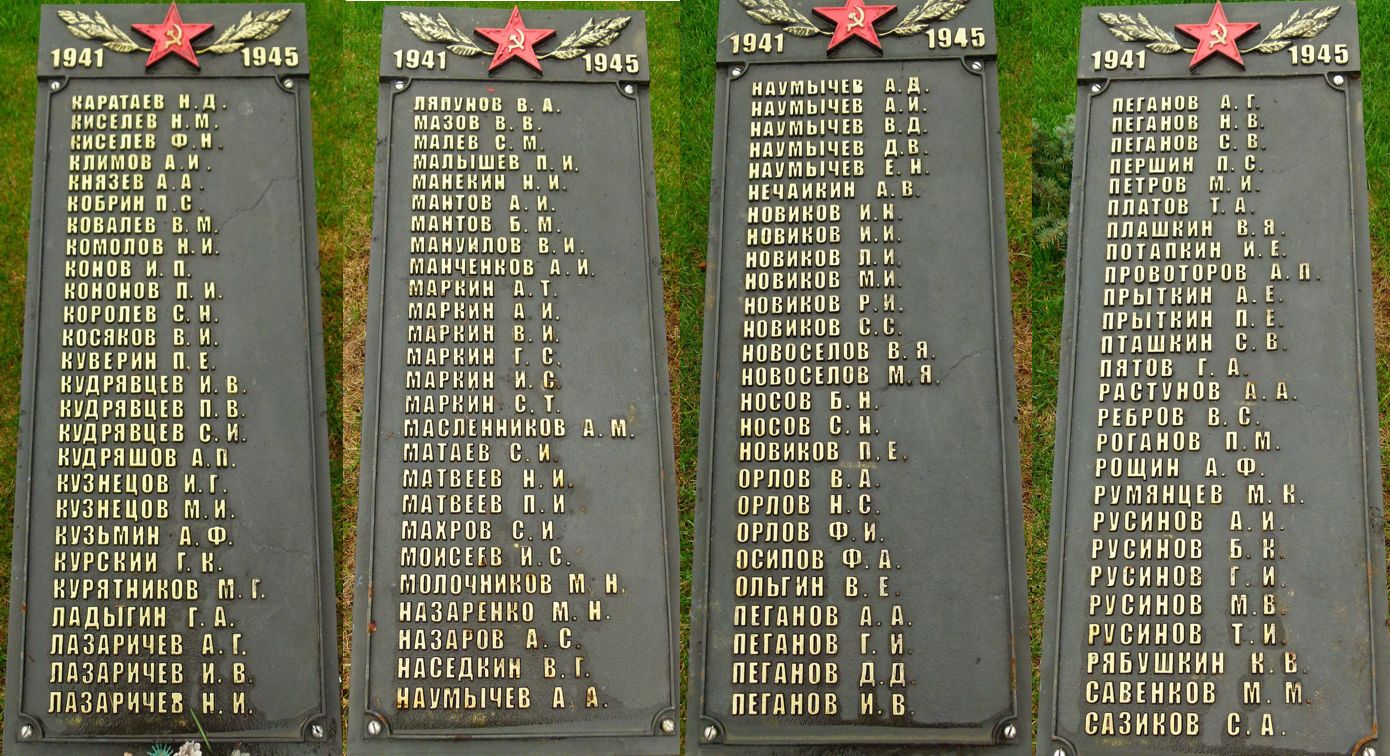 1941 1945
КАРАТАЕВ Н.Д.
КИСЕЛЕВ Н.М.
КИСЕЛЕВ Ф.Н.
КЛИМОВ А.И.
КНЯЗЕВ А.А.
КОБРИН П.С.
КОВАЛЕВ В.М.
КОМОЛОВ Н.И.
КОНОВ И.П.
КОНОНОВ П.И.
КОРОЛЕВ С.Н.
КОСЯКОВ В.И.
КУВЕРИН П.Е.
КУДРЯВЦЕВ И.В.
КУДРЯВЦЕВ П.В.
КУДРЯВЦЕВ С.И.
КУДРЯШОВ А.П.
КУЗНЕЦОВ И.Г.
КУЗНЕЦОВ М.И.
КУЗЬМИН А.Ф.
КУРСКИЙ Г.К.
КУРЯТНИКОВ М.Г.
ЛАДЫГИН Г.А.
ЛАЗАРИЧЕВ А.Г.
ЛАЗАРИЧЕВ И.В.
ЛАЗАРИЧЕВ Н.И.
1941 1945
ЛЯПУНОВ В.А.
МАЗОВ В.В.
МАЛЕВ С.М.
МАЛЫШЕВ П.И.
МАНЕКИН Н.И.
МАНТОВ А.И.
МАНТОВ Б.М.
МАНУИЛОВ В.И.
МАНЧЕНКОВ А.И.
МАРКИН А.Т.
МАРКИН А.И.
МАРКИН В.И.
МАРКИН Г.С.
МАРКИН И.С.
МАРКИН С.Т.
МАСЛЕННИКОВ А.М.
МАТАЕВ С.И.
МАТВЕЕВ Н.И.
МАТВЕЕВ П.И
МАХРОВ С.И
МОИСЕЕВ И.С.
МОЛОЧНИКОВ М.Н.
НАЗАРЕНКО М.Н.
НАЗАРОВ А.С.
НАСЕДКИН В.Г.
НАУМЫЧЕВ А.А.
1941 1945
НАУМЫЧЕВ А.Д.
НАУМЫЧЕВ А.И.
НАУМЫЧЕВ В.Д.
НАУМЫЧЕВ Д.В.
НАУМЫЧЕВ Е.Н.
НЕЧАИКИН А.В.
НОВИКОВ И.И.
НОВИКОВ И.И.
НОВИКОВ Л.И.
НОВИКОВ М.И.
НОВИКОВ Р.И.
НОВИКОВ С.С.
НОВОСЕЛОВ В.Я.
НОВОСЕЛОВ М.Я.
НОСОВ Б.Н.
НОСОВ С.Н.
НОВИКОВ П.Е.
ОРЛОВ В.А.
ОРЛОВ Н.С.
ОРЛОВ Ф.И.
ОСИПОВ Ф.А.
ОЛЬГИН В.Е.
ПЕГАНОВ А.А.
ПЕГАНОВ Г.И.
ПЕГАНОВ Д.Д.
ПЕГАНОВ И.В.
1941 1945
ПЕГАНОВ А.Г.
ПЕГАНОВ Н.В.
ПЕГАНОВ С.В.
ПЕРШИН П.С.
ПЕТРОВ М.И.
ПЛАТОВ Т.А.
ПЛАШКИН В.Я.
ПОТАПКИН И.Е.
ПРОВОТОРОВ А.П.
ПРЫТКИН А.Е.
ПРЫТКИН П.Е.
ПТАШКИН С.В.
ПЯТОВ Г.А.
РАСТУНОВ А.А.
РЕБРОВ В.С.
РОГАНОВ П.М.
РОЩИН А.Ф.
РУМЯНЦЕВ М.К.
РУСИНОВ А.И.
РУСИНОВ Б.К.
РУСИНОВ Г.И.
РУСИНОВ М.В.
РУСИНОВ Т.И.
РЯБУШКИН К.В.
САВЕНКОВ М.М.
САЗИКОВ С.А.